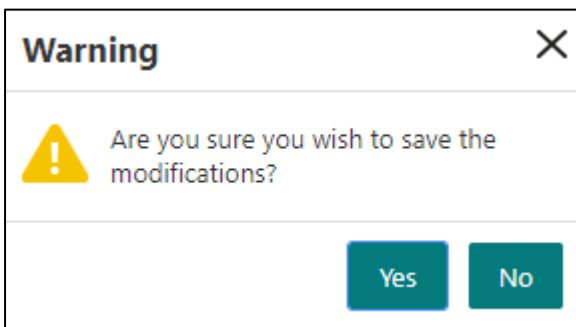 Warning
Are you sure you wish to save the
modifications?
Yes No